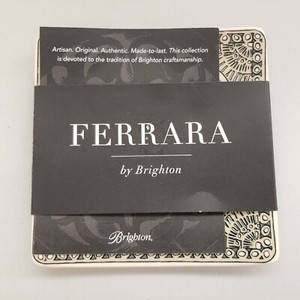 Artisan. Original. Authentic. Made-to-last. This collection
is devoted to the tradition of Brighton craftsmanship.
FERRARA
by Brighton
Brighton